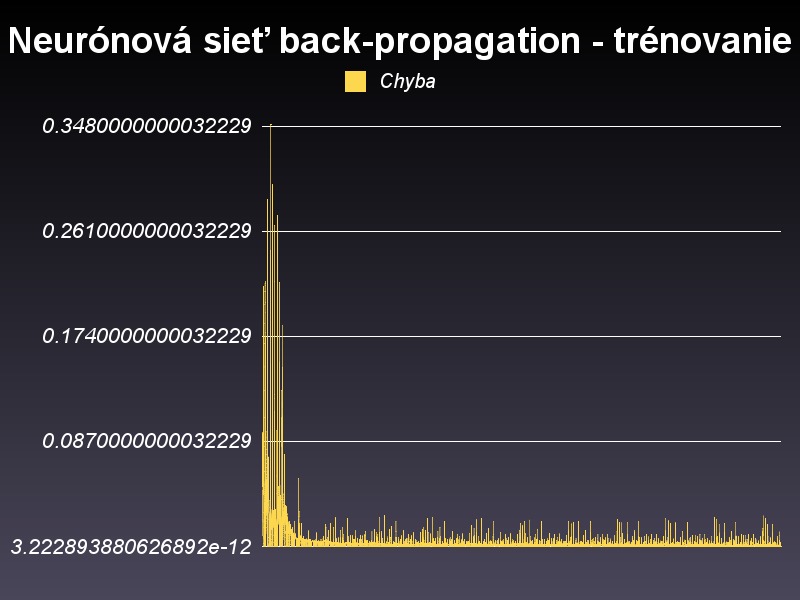 Neurónová sieť back-propagation - trénovanie
Chyba
0.3480000000032229
0.2610000000032229
0.1740000000032229
0.0870000000032229
3.222893880626892e-12